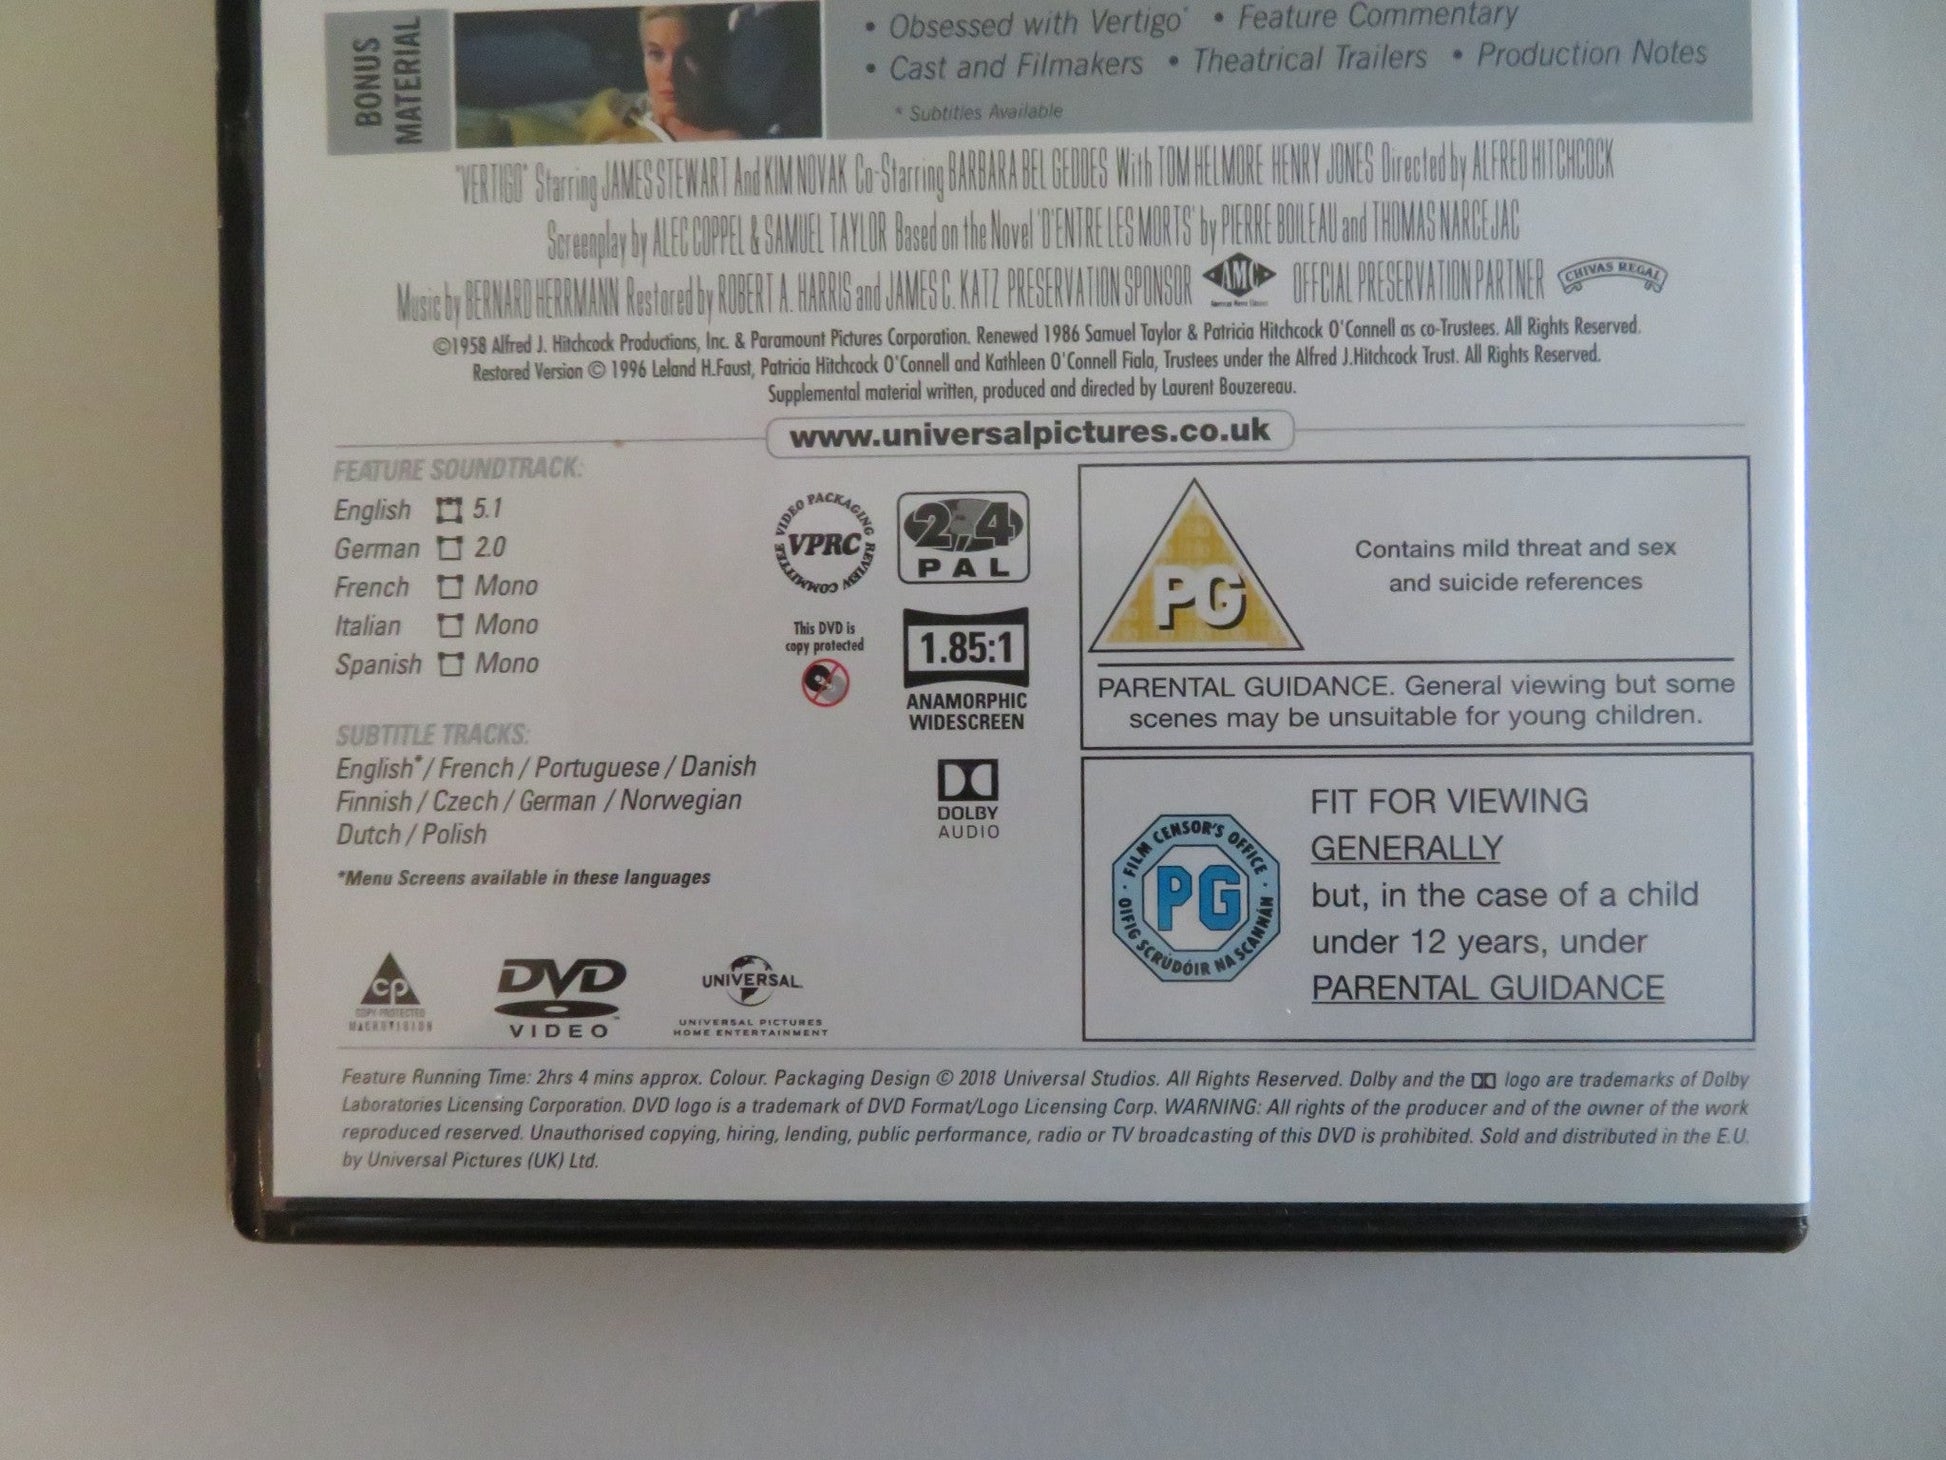 BONUS
MATERIAL
• Obsessed with Vertigo* • Feature Commentary
• Cast and Filmakers • Theatrical Trailers • Production Notes
* Subtitles Available
"VERTIGO" Starring JAMES STEWART And KIM NOVAK Co-Starring BARBARA BEL GEDDES With TOM HELMORE HENRY JONES Directed by ALFRED HITCHCOCK
Screenplay by ALEC COPPEL & SAMUEL TAYLOR Based on the Novel 'D'ENTRE LES MORTS' by PIERRE BOILEAU and THOMAS NARCEJAC
Music by BERNARD HERRMANN Restored by ROBERT A. HARRIS and JAMES C. KATZ PRESERVATION SPONSOR AMC OFFCIAL PRESERVATION PARTNER CHIVAS REGAL
American Movie Classics
©1958 Alfred J. Hitchcock Productions, Inc. & Paramount Pictures Corporation. Renewed 1986 Samuel Taylor & Patricia Hitchcock O'Connell as co-Trustees. All Rights Reserved.
Restored Version © 1996 Leland H.Faust, Patricia Hitchcock O'Connell and Kathleen O'Connell Fiala, Trustees under the Alfred J.Hitchcock Trust. All Rights Reserved.
Supplemental material written, produced and directed by Laurent Bouzereau.
www.universalpictures.co.uk
FEATURE SOUNDTRACK:
English 5.1
German 2.0
French Mono
Italian Mono
Spanish Mono
SUBTITLE TRACKS:
English*/ French / Portuguese / Danish
Finnish / Czech / German / Norwegian
Dutch / Polish
*Menu Screens available in these languages
VIDEO PACKAGING REVIEW COMMITTEE
VPRC
2,4
PAL
This DVD is
copy protected
1.85:1
ANAMORPHIC
WIDESCREEN
DOLBY
AUDIO
PG
Contains mild threat and sex
and suicide references
PARENTAL GUIDANCE. General viewing but some
scenes may be unsuitable for young children.
FILM CENSOR'S OFFICE
PG
OIFIG SCRÚDÓIR NA SCANNÁN
FIT FOR VIEWING
GENERALLY
but, in the case of a child
under 12 years, under
PARENTAL GUIDANCE
cp
COPY PROTECTED
MACROVISION
DVD
VIDEO
TM
UNIVERSAL
UNIVERSAL PICTURES
HOME ENTERTAINMENT
Feature Running Time: 2hrs 4 mins approx. Colour. Packaging Design © 2018 Universal Studios. All Rights Reserved. Dolby and the logo are trademarks of Dolby
Laboratories Licensing Corporation. DVD logo is a trademark of DVD Format/Logo Licensing Corp. WARNING: All rights of the producer and of the owner of the work
reproduced reserved. Unauthorised copying, hiring, lending, public performance, radio or TV broadcasting of this DVD is prohibited. Sold and distributed in the E.U.
by Universal Pictures (UK) Ltd.